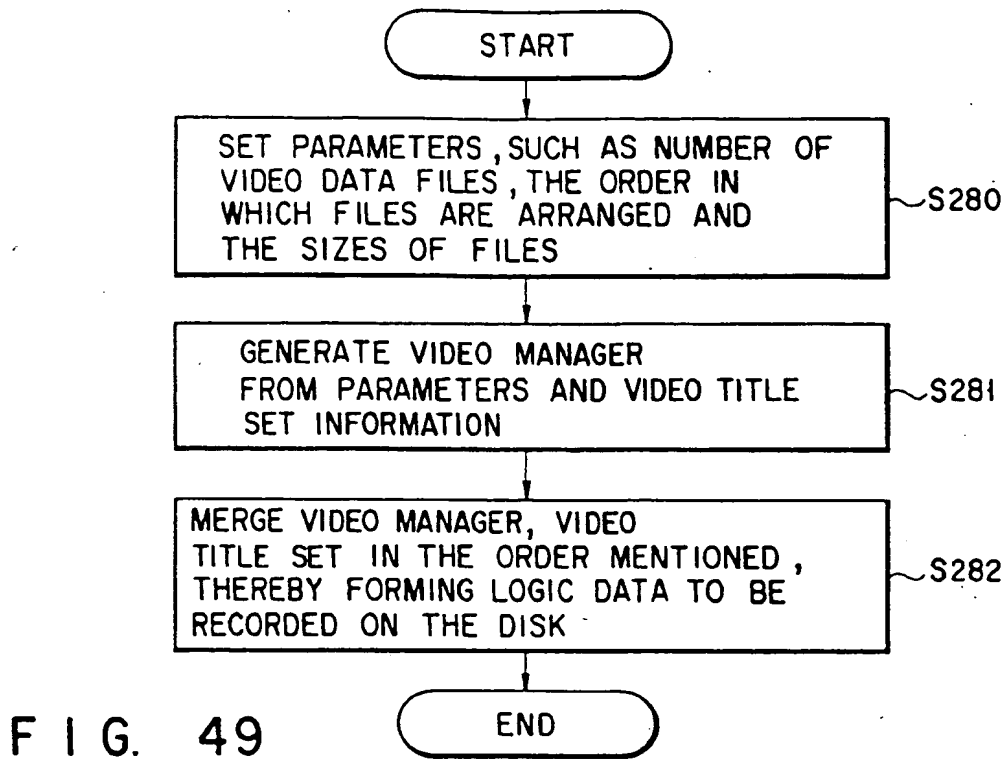 START
SET PARAMETERS, SUCH AS NUMBER OF
VIDEO DATA FILES, THE ORDER IN
WHICH FILES ARE ARRANGED AND
THE SIZES OF FILES
S280
GENERATE VIDEO MANAGER
FROM PARAMETERS AND VIDEO TITLE
SET INFORMATION
S281
MERGE VIDEO MANAGER, VIDEO
TITLE SET IN THE ORDER MENTIONED,
THEREBY FORMING LOGIC DATA TO BE
RECORDED ON THE DISK
S282
END
FIG. 49